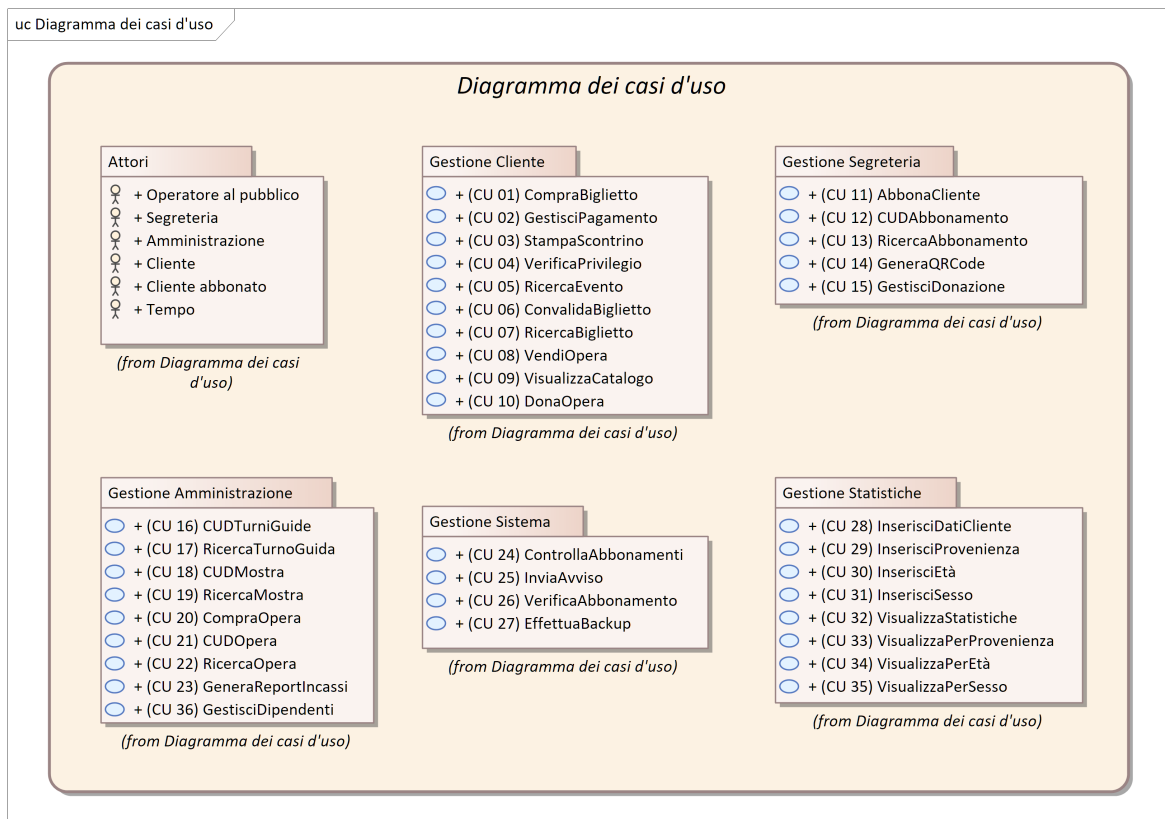 uc Diagramma dei casi d'uso
Diagramma dei casi d'uso
Attori
+ Operatore al pubblico
+ Segreteria
+ Amministrazione
+ Cliente
+ Cliente abbonato
+ Tempo
(from Diagramma dei casi
d'uso)
Gestione Cliente
+ (CU 01) CompraBiglietto
+ (CU 02) GestisciPagamento
+ (CU 03) StampaScontrino
+ (CU 04) VerificaPrivilegio
+ (CU 05) RicercaEvento
+ (CU 06) ConvalidaBiglietto
+ (CU 07) RicercaBiglietto
+ (CU 08) VendiOpera
+ (CU 09) VisualizzaCatalogo
+ (CU 10) DonaOpera
(from Diagramma dei casi d'uso)
Gestione Segreteria
+ (CU 11) AbbonaCliente
+ (CU 12) CUDAbbonamento
+ (CU 13) RicercaAbbonamento
+ (CU 14) GeneraQRCode
+ (CU 15) GestisciDonazione
(from Diagramma dei casi d'uso)
Gestione Amministrazione
+ (CU 16) CUDTurniGuide
+ (CU 17) RicercaTurnoGuida
+ (CU 18) CUDMostra
+ (CU 19) RicercaMostra
+ (CU 20) CompraOpera
+ (CU 21) CUDOpera
+ (CU 22) RicercaOpera
+ (CU 23) GeneraReportIncassi
+ (CU 36) GestisciDipendenti
(from Diagramma dei casi d'uso)
Gestione Sistema
+ (CU 24) ControllaAbbonamenti
+ (CU 25) InviaAvviso
+ (CU 26) VerificaAbbonamento
+ (CU 27) EffettuaBackup
(from Diagramma dei casi d'uso)
Gestione Statistiche
+ (CU 28) InserisciDatiCliente
+ (CU 29) InserisciProvenienza
+ (CU 30) InserisciEtà
+ (CU 31) InserisciSesso
+ (CU 32) VisualizzaStatistiche
+ (CU 33) VisualizzaPerProvenienza
+ (CU 34) VisualizzaPerEtà
+ (CU 35) VisualizzaPerSesso
(from Diagramma dei casi d'uso)